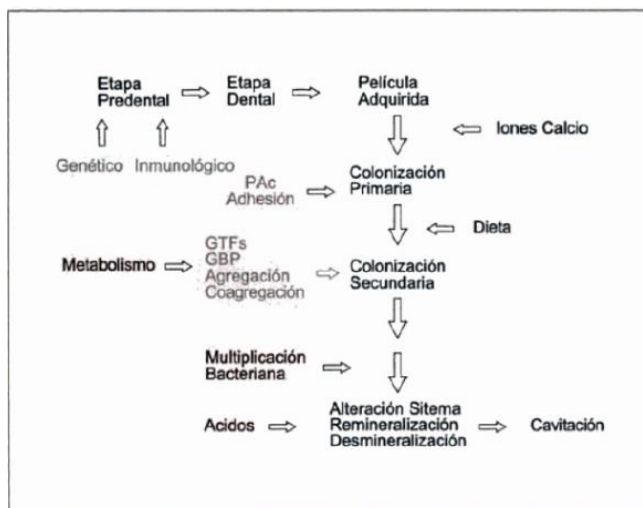 Etapa
Predental
Etapa
Dental
Película
Adquirida
Iones Calcio
Genético
Inmunológico
PAc
Adhesión
Colonización
Primaria
Dieta
Metabolismo
GTFs
GBP
Agregación
Coagregación
Colonización
Secundaria
Multiplicación
Bacteriana
Acidos
Alteración Sitema
Remineralización
Desmineralización
Cavitación